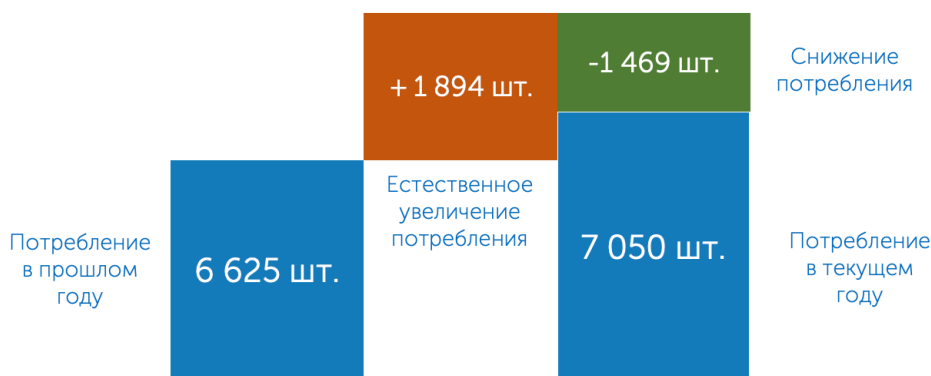 Потребление
в прошлом
году
6 625 шт.
+ 1 894 шт.
Естественное
увеличение
потребления
-1 469 шт.
7 050 шт.
Снижение
потребления
Потребление
в текущем
году